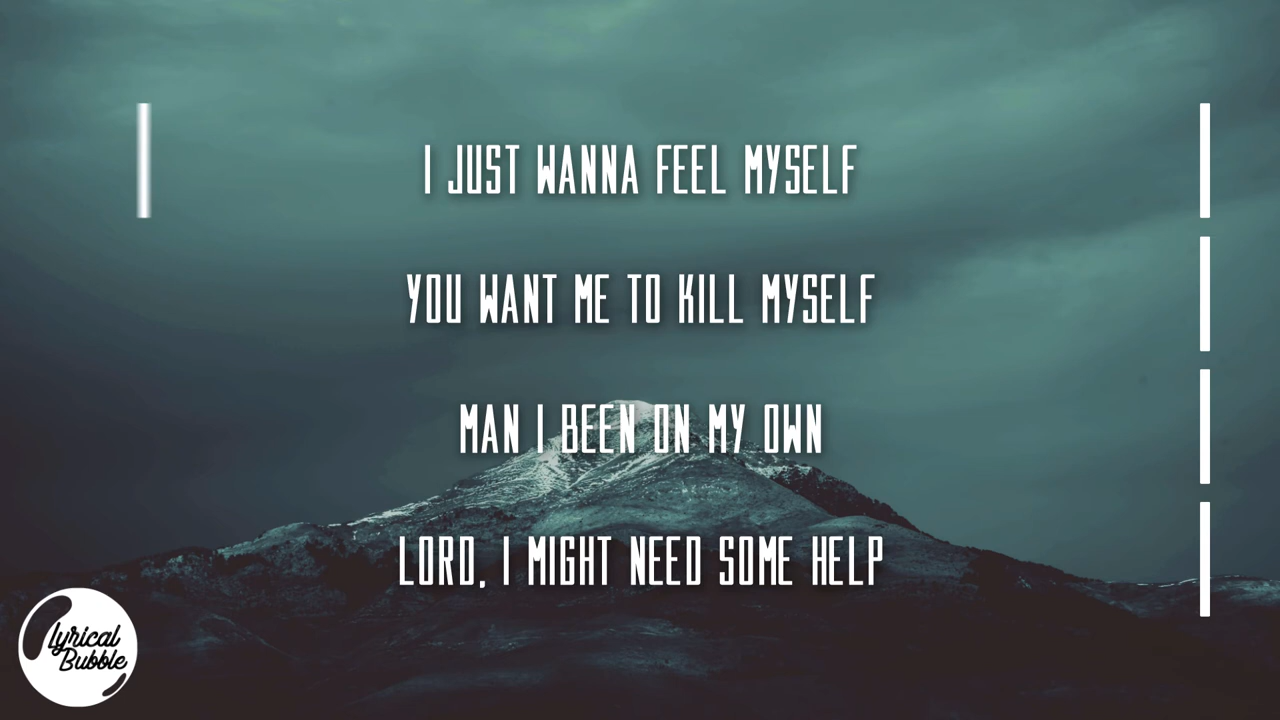 I JUST WANNA FEEL MYSELF
YOU WANT ME TO KILL MYSELF
MAN I BEEN ON MY OWN
LORD, I MIGHT NEED SOME HELP
Lyrical
Bubble